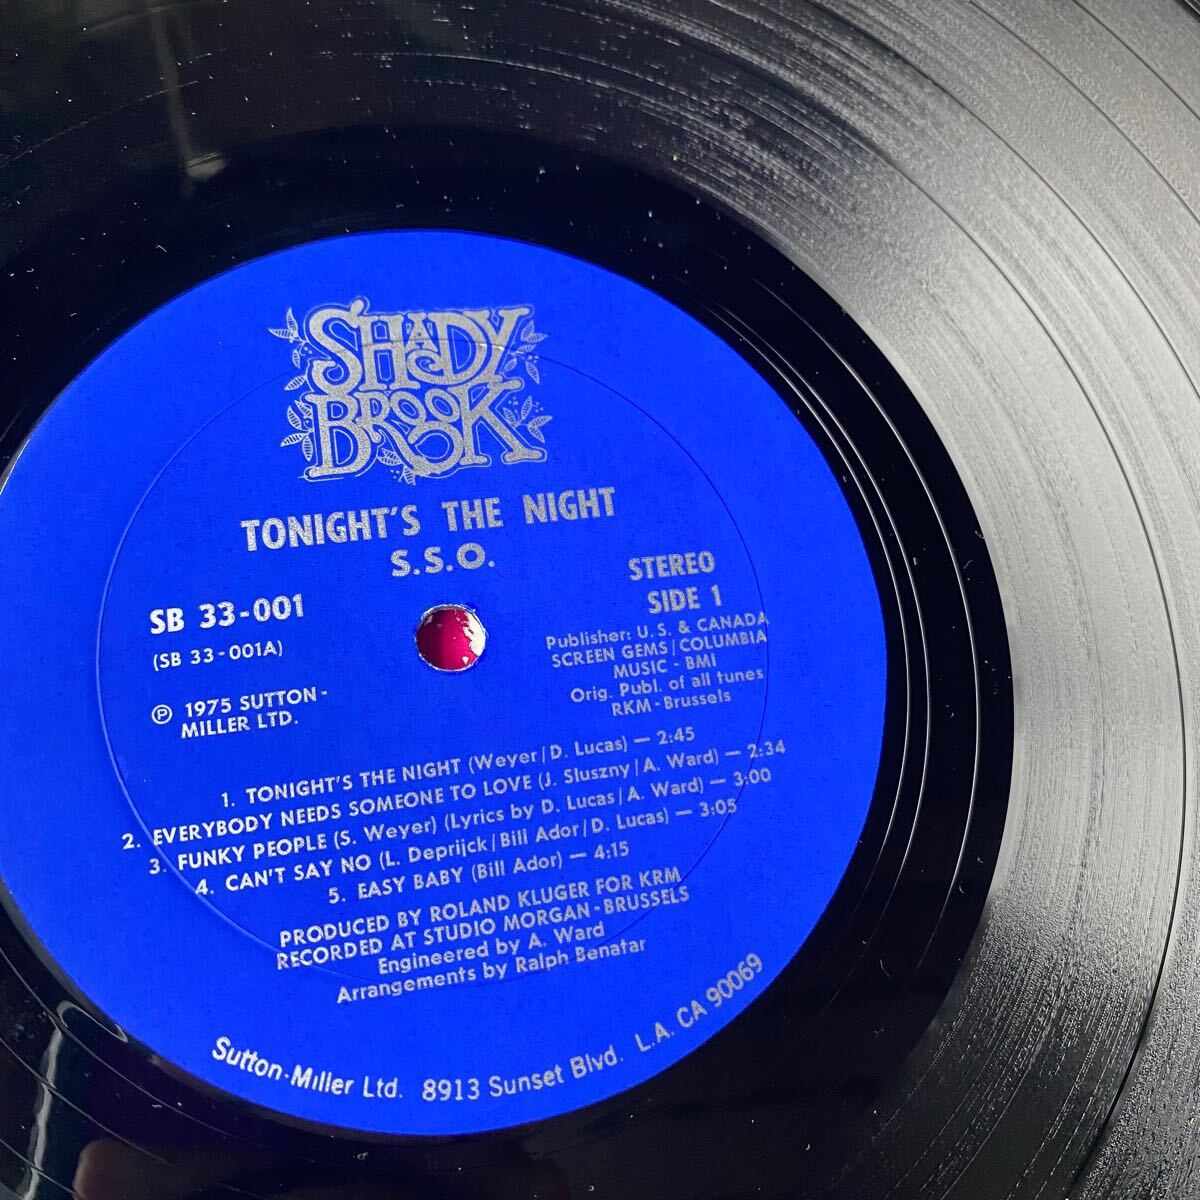 SHADY
BROOK
TONIGHT'S THE NIGHT
S.S.O.
SB 33-001
(SB 33-001A)
℗ 1975 SUTTON-
MILLER LTD.
STEREO
SIDE 1
Publisher: U.S. & CANADA
SCREEN GEMS/COLUMBIA
MUSIC - BMI
Orig. Publ. of all tunes
RKM - Brussels
1. TONIGHT'S THE NIGHT (Weyer/D. Lucas) — 2:45
2. EVERYBODY NEEDS SOMEONE TO LOVE (J. Sluszny/A. Ward) — 2:34
3. FUNKY PEOPLE (S. Weyer) (Lyrics by D. Lucas/A. Ward) — 3:00
4. CAN'T SAY NO (L. Deprijck/Bill Ador/D. Lucas) — 3:05
5. EASY BABY (Bill Ador) — 4:15
PRODUCED BY ROLAND KLUGER FOR KRM
RECORDED AT STUDIO MORGAN - BRUSSELS
Engineered by A. Ward
Arrangements by Ralph Benatar
Sutton-Miller Ltd. 8913 Sunset Blvd. L.A. CA 90069